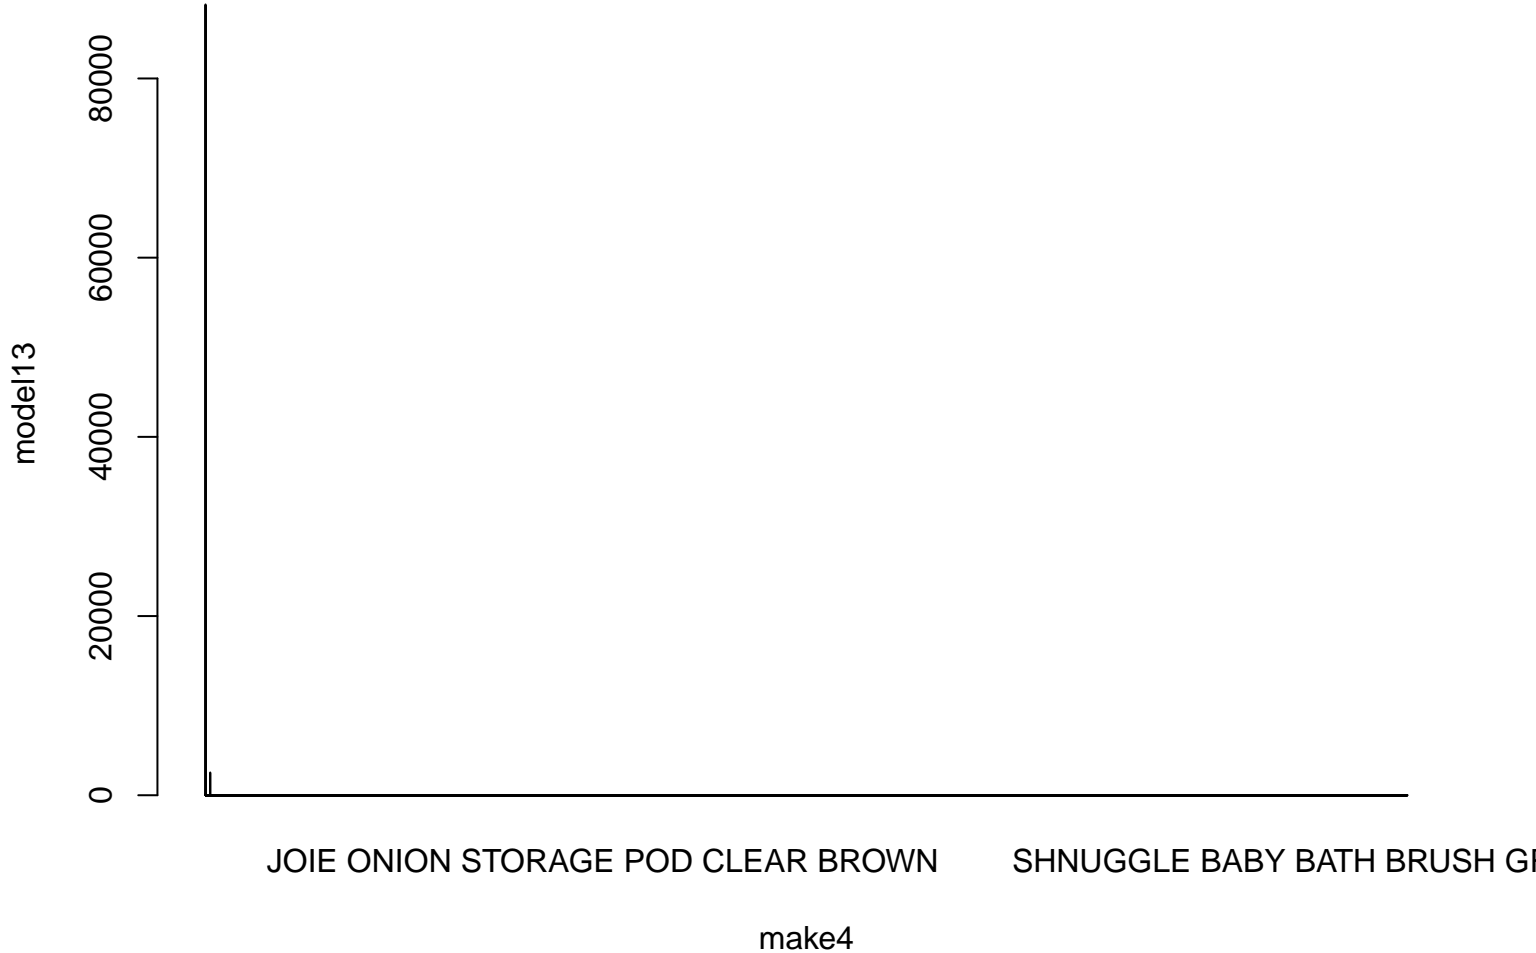 80000
60000
40000
20000
0
model13
JOIE ONION STORAGE POD CLEAR BROWN
SHNUGGLE BABY BATH BRUSH
make4